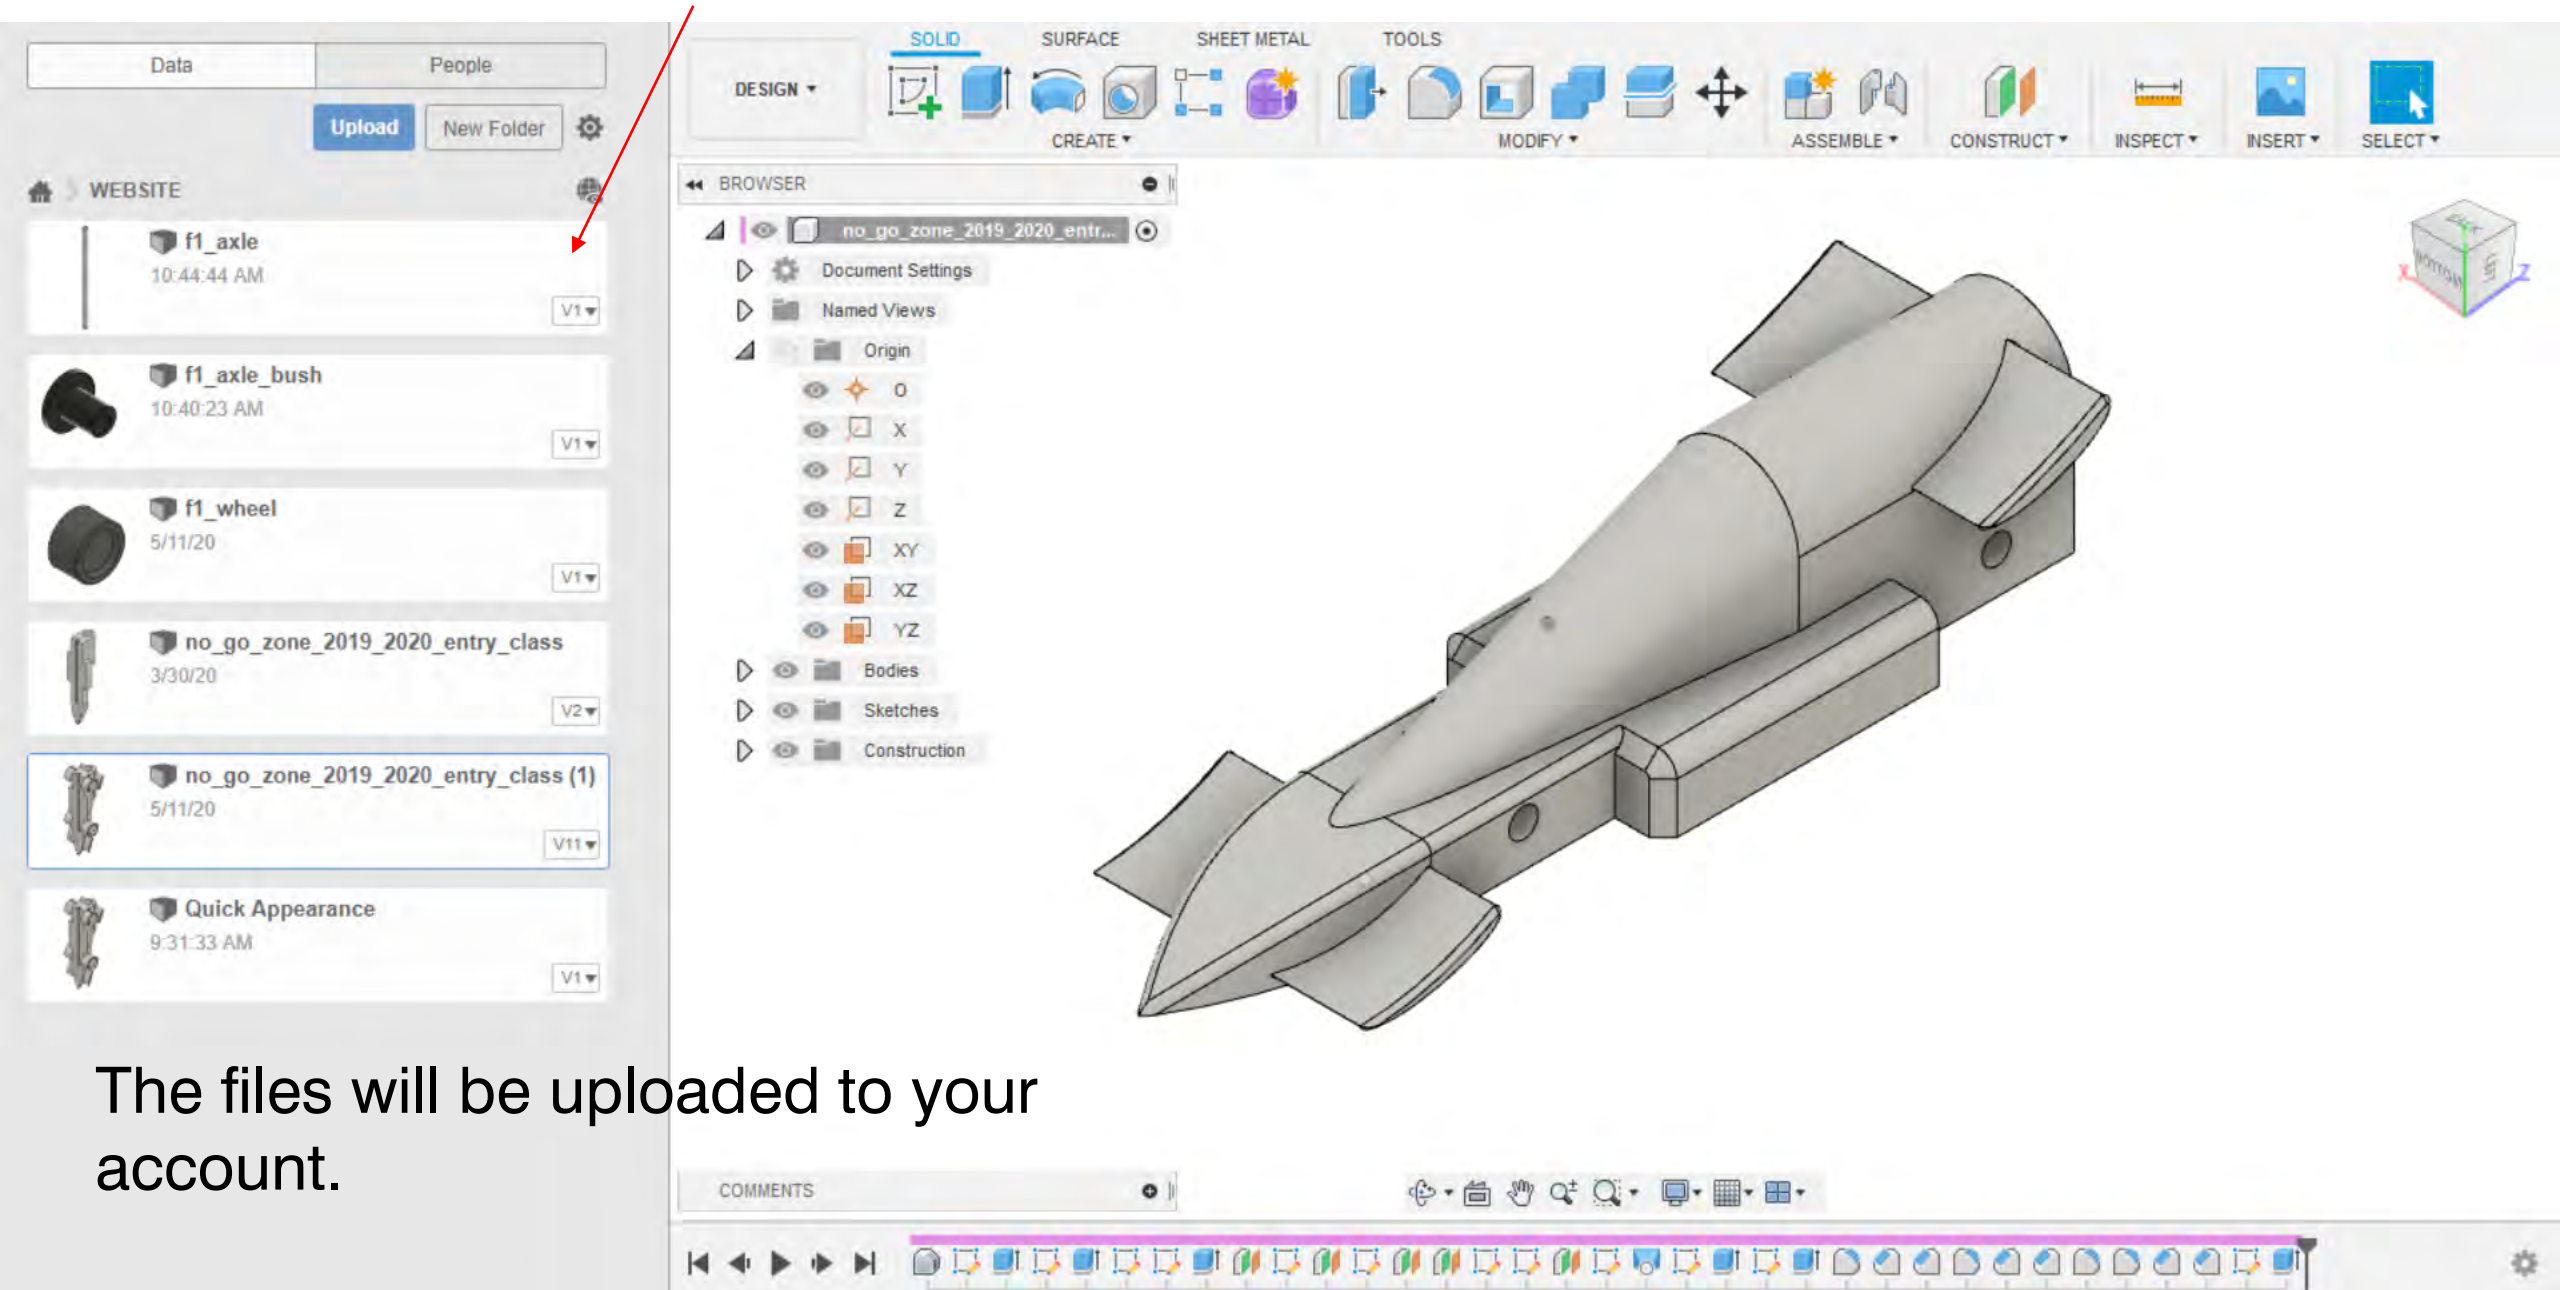 Data
People
Upload
New Folder
WEBSITE
f1_axle
10:44:44 AM
V1
f1_axle_bush
10:40:23 AM
V1
f1_wheel
5/11/20
V1
no_go_zone_2019_2020_entry_class
3/30/20
V2
no_go_zone_2019_2020_entry_class (1)
5/11/20
V11
Quick Appearance
9:31:33 AM
V1
The files will be uploaded to your
account.
SOLID SURFACE SHEET METAL TOOLS
DESIGN
CREATE MODIFY ASSEMBLE CONSTRUCT INSPECT INSERT SELECT
BROWSER
no_go_zone_2019_2020_entr...
Document Settings
Named Views
Origin
O
X
Y
Z
XY
XZ
YZ
Bodies
Sketches
Construction
BACK
BOTTOM
LEFT
X
Z
COMMENTS